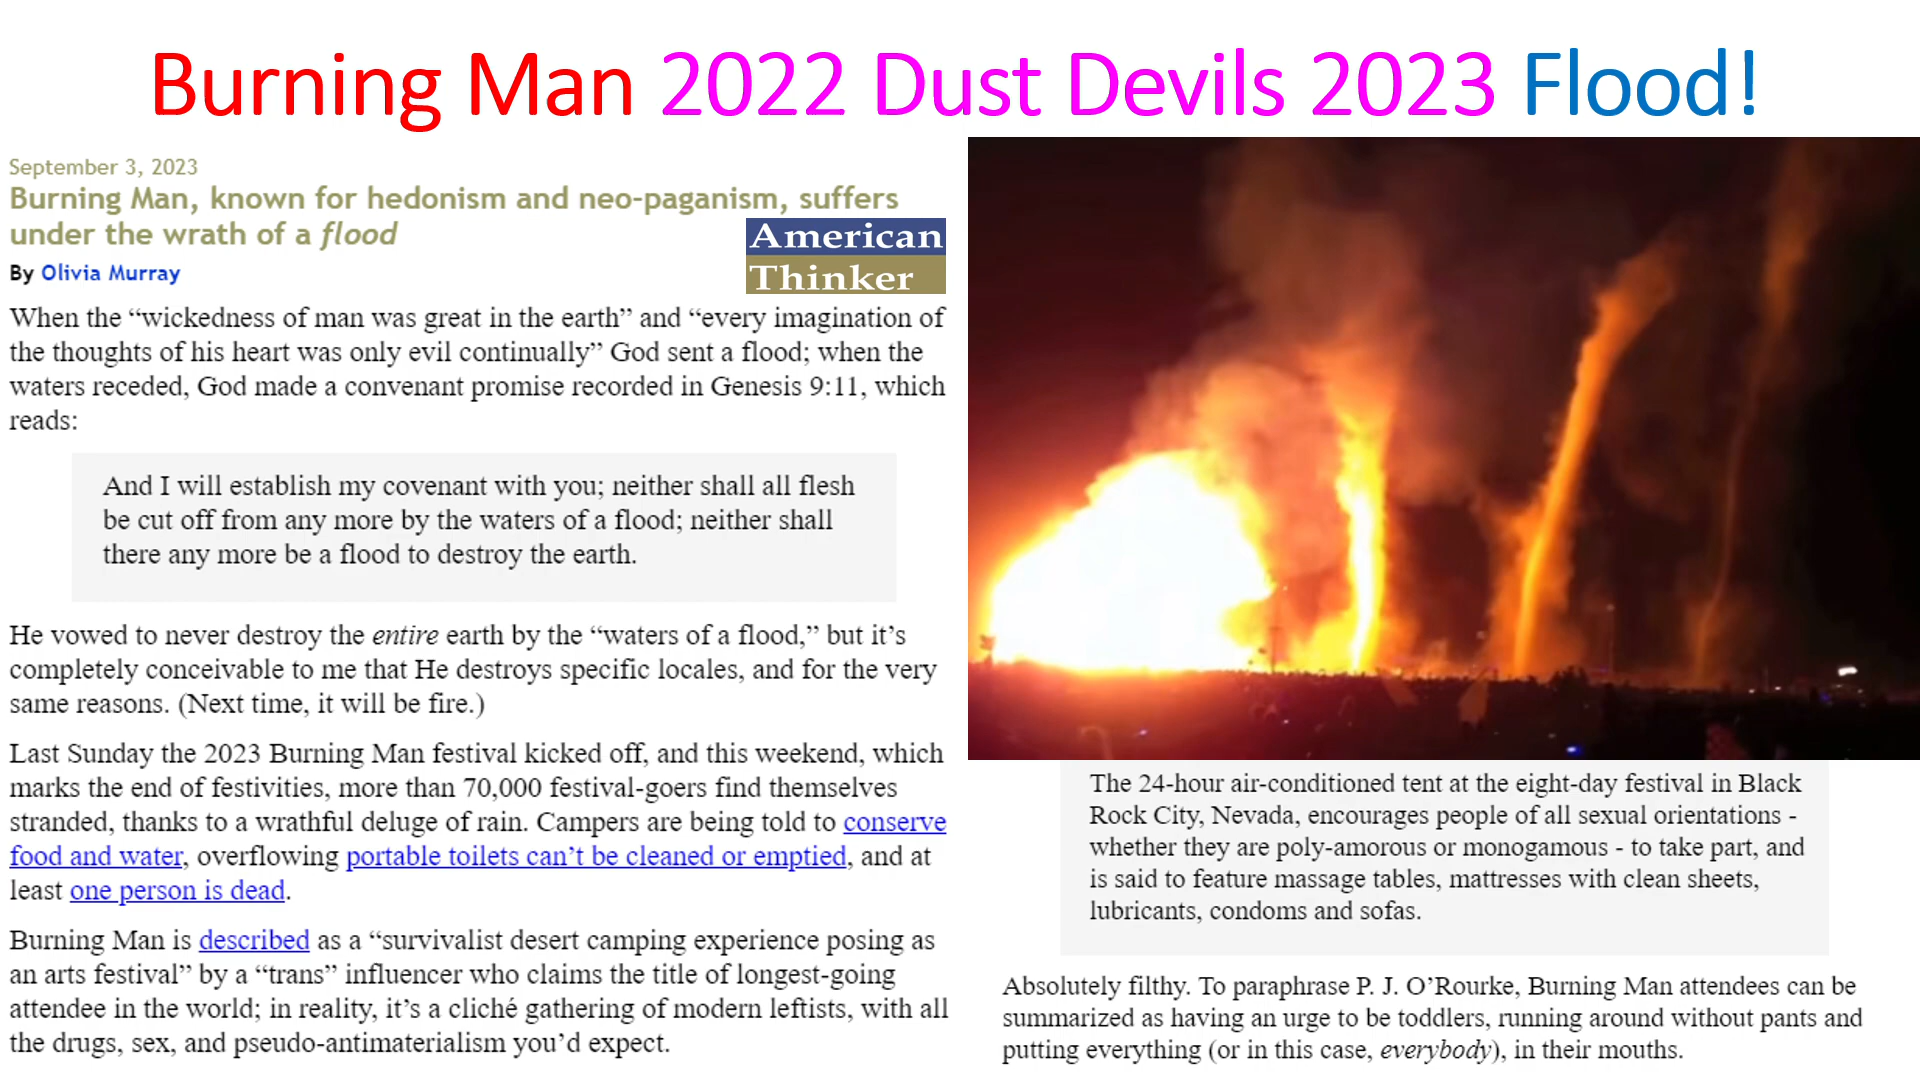 Burning Man 2022 Dust Devils 2023 Flood!
September 3, 2023
Burning Man, known for hedonism and neo-paganism, suffers
under the wrath of a flood
By Olivia Murray
American
Thinker
When the “wickedness of man was great in the earth” and “every imagination of
the thoughts of his heart was only evil continually” God sent a flood; when the
waters receded, God made a convenant promise recorded in Genesis 9:11, which
reads:
And I will establish my covenant with you; neither shall all flesh
be cut off from any more by the waters of a flood; neither shall
there any more be a flood to destroy the earth.
He vowed to never destroy the entire earth by the “waters of a flood,” but it’s
completely conceivable to me that He destroys specific locales, and for the very
same reasons. (Next time, it will be fire.)
Last Sunday the 2023 Burning Man festival kicked off, and this weekend, which
marks the end of festivities, more than 70,000 festival-goers find themselves
stranded, thanks to a wrathful deluge of rain. Campers are being told to conserve
food and water, overflowing portable toilets can’t be cleaned or emptied, and at
least one person is dead.
Burning Man is described as a “survivalist desert camping experience posing as
an arts festival” by a “trans” influencer who claims the title of longest-going
attendee in the world; in reality, it’s a cliché gathering of modern leftists, with all
the drugs, sex, and pseudo-antimaterialism you’d expect.
The 24-hour air-conditioned tent at the eight-day festival in Black
Rock City, Nevada, encourages people of all sexual orientations -
whether they are poly-amorous or monogamous - to take part, and
is said to feature massage tables, mattresses with clean sheets,
lubricants, condoms and sofas.
Absolutely filthy. To paraphrase P. J. O’Rourke, Burning Man attendees can be
summarized as having an urge to be toddlers, running around without pants and
putting everything (or in this case, everybody), in their mouths.